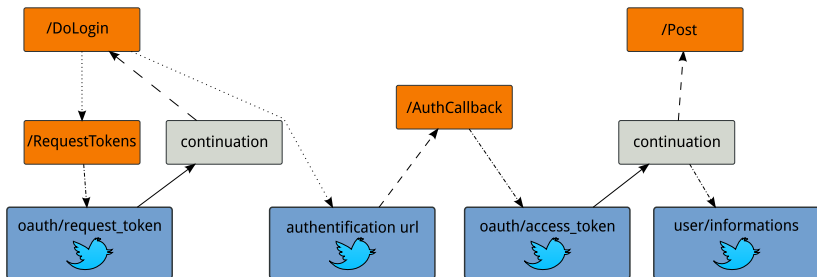 /DoLogin
/Post
/AuthCallback
/RequestTokens
continuation
continuation
oauth/request_token
authentification url
oauth/access_token
user/informations